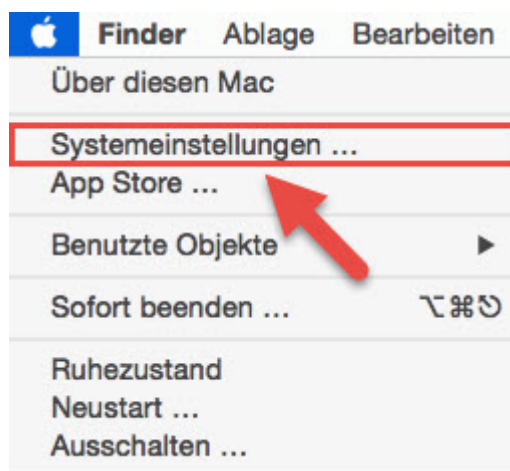 Finder Ablage Bearbeiten
Über diesen Mac
Systemeinstellungen ...
App Store ...
Benutzte Objekte ▶
Sofort beenden ... ⌥⌘⎋
Ruhezustand
Neustart ...
Ausschalten ...